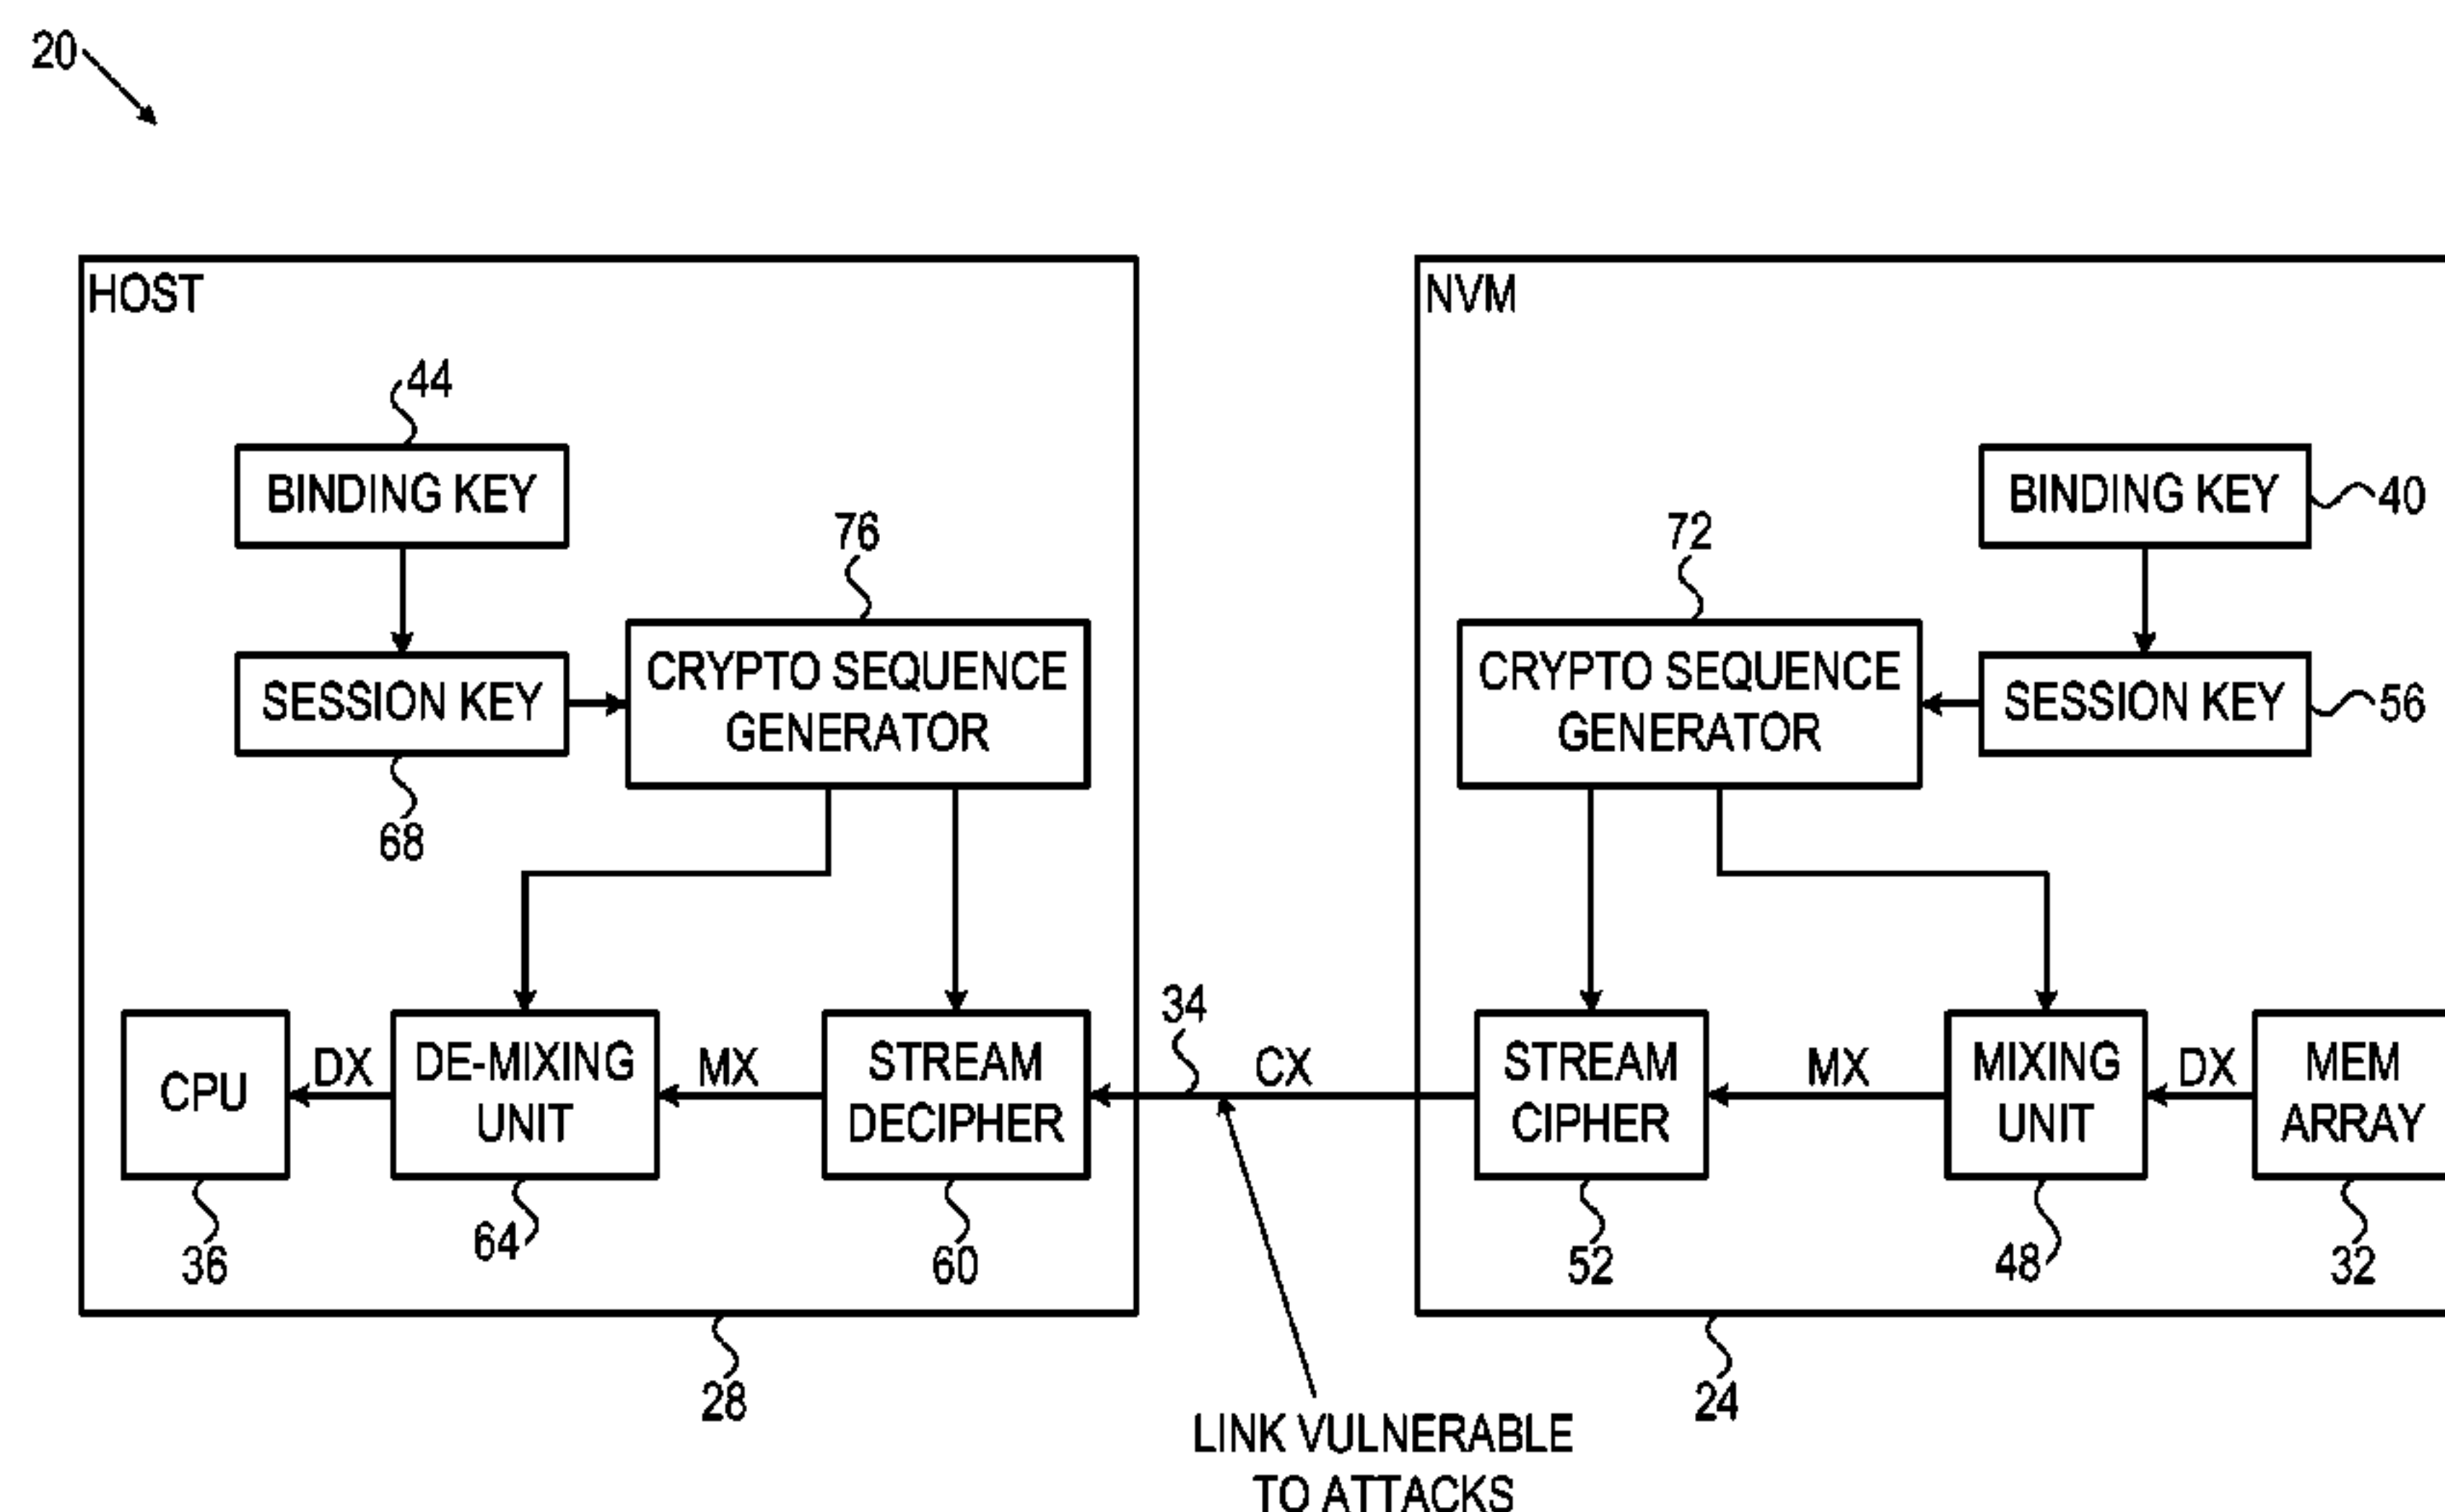 20
HOST
NVM
44
BINDING KEY
BINDING KEY
40
76
72
SESSION KEY
CRYPTO SEQUENCE
GENERATOR
CRYPTO SEQUENCE
GENERATOR
SESSION KEY
56
68
34
CPU
DX
DE-MIXING
UNIT
MX
STREAM
DECIPHER
CX
STREAM
CIPHER
MX
MIXING
UNIT
DX
MEM
ARRAY
36
64
60
52
48
32
28
24
LINK VULNERABLE
TO ATTACKS